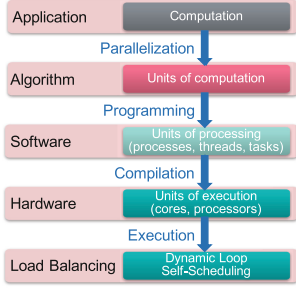 Application
Computation
Parallelization
Algorithm
Units of computation
Programming
Software
Units of processing
(processes, threads, tasks)
Compilation
Hardware
Units of execution
(cores, processors)
Execution
Load Balancing
Dynamic Loop
Self-Scheduling